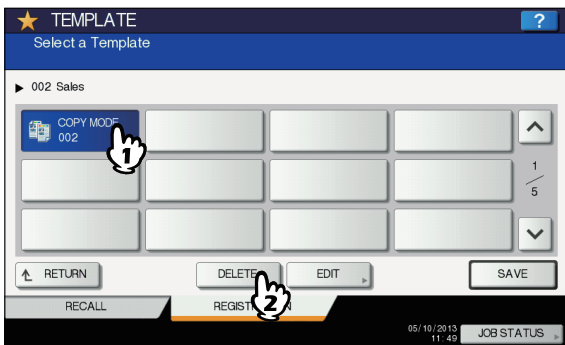 TEMPLATE
?
Select a Template
002 Sales
COPY MODE
002
1
1
5
2
RETURN
DELETE
EDIT
SAVE
RECALL
05/10/2013
11:49
JOB STATUS